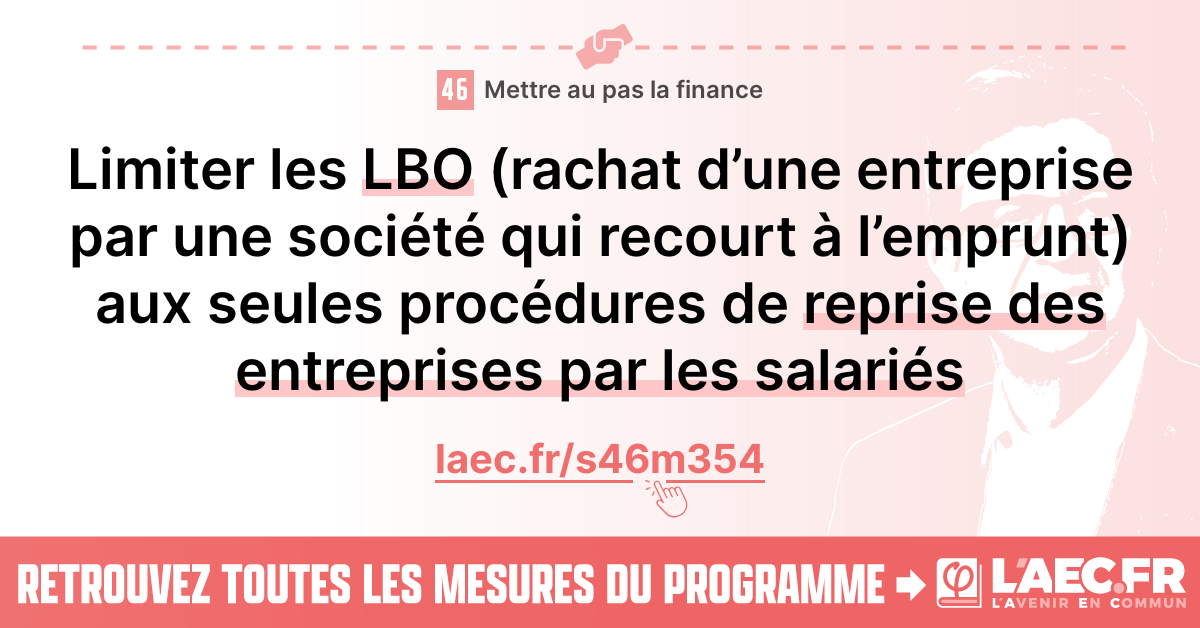 46 Mettre au pas la finance
Limiter les LBO (rachat d’une entreprise
par une société qui recourt à l’emprunt)
aux seules procédures de reprise des
entreprises par les salariés
laec.fr/s46m354
RETROUVEZ TOUTES LES MESURES DU PROGRAMME → φ L'AEC.FR
L'AVENIR EN COMMUN